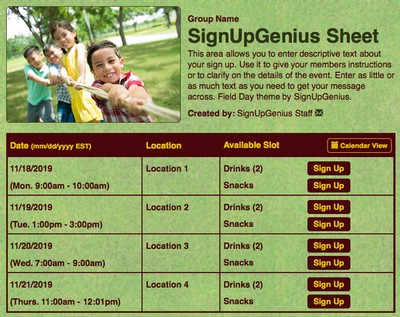 Group Name
SignUpGenius Sheet
This area allows you to enter descriptive text about
your sign up. Use it to give your members instructions
or to clarify on the details of the event. Enter as little or
as much text as you need to get your message
across. Field Day theme by SignUpGenius.
Created by: SignUpGenius Staff
Date (mm/dd/yyyy EST) Location Available Slot Calendar View
11/18/2019 Location 1 Drinks (2) Sign Up
(Mon. 9:00am - 10:00am) Snacks Sign Up
11/19/2019 Location 2 Drinks (2) Sign Up
(Tue. 1:00pm - 3:00pm) Snacks Sign Up
11/20/2019 Location 3 Drinks (2) Sign Up
(Wed. 7:00am - 9:00am) Snacks Sign Up
11/21/2019 Location 4 Drinks (2) Sign Up
(Thurs. 11:00am - 12:01pm) Snacks Sign Up